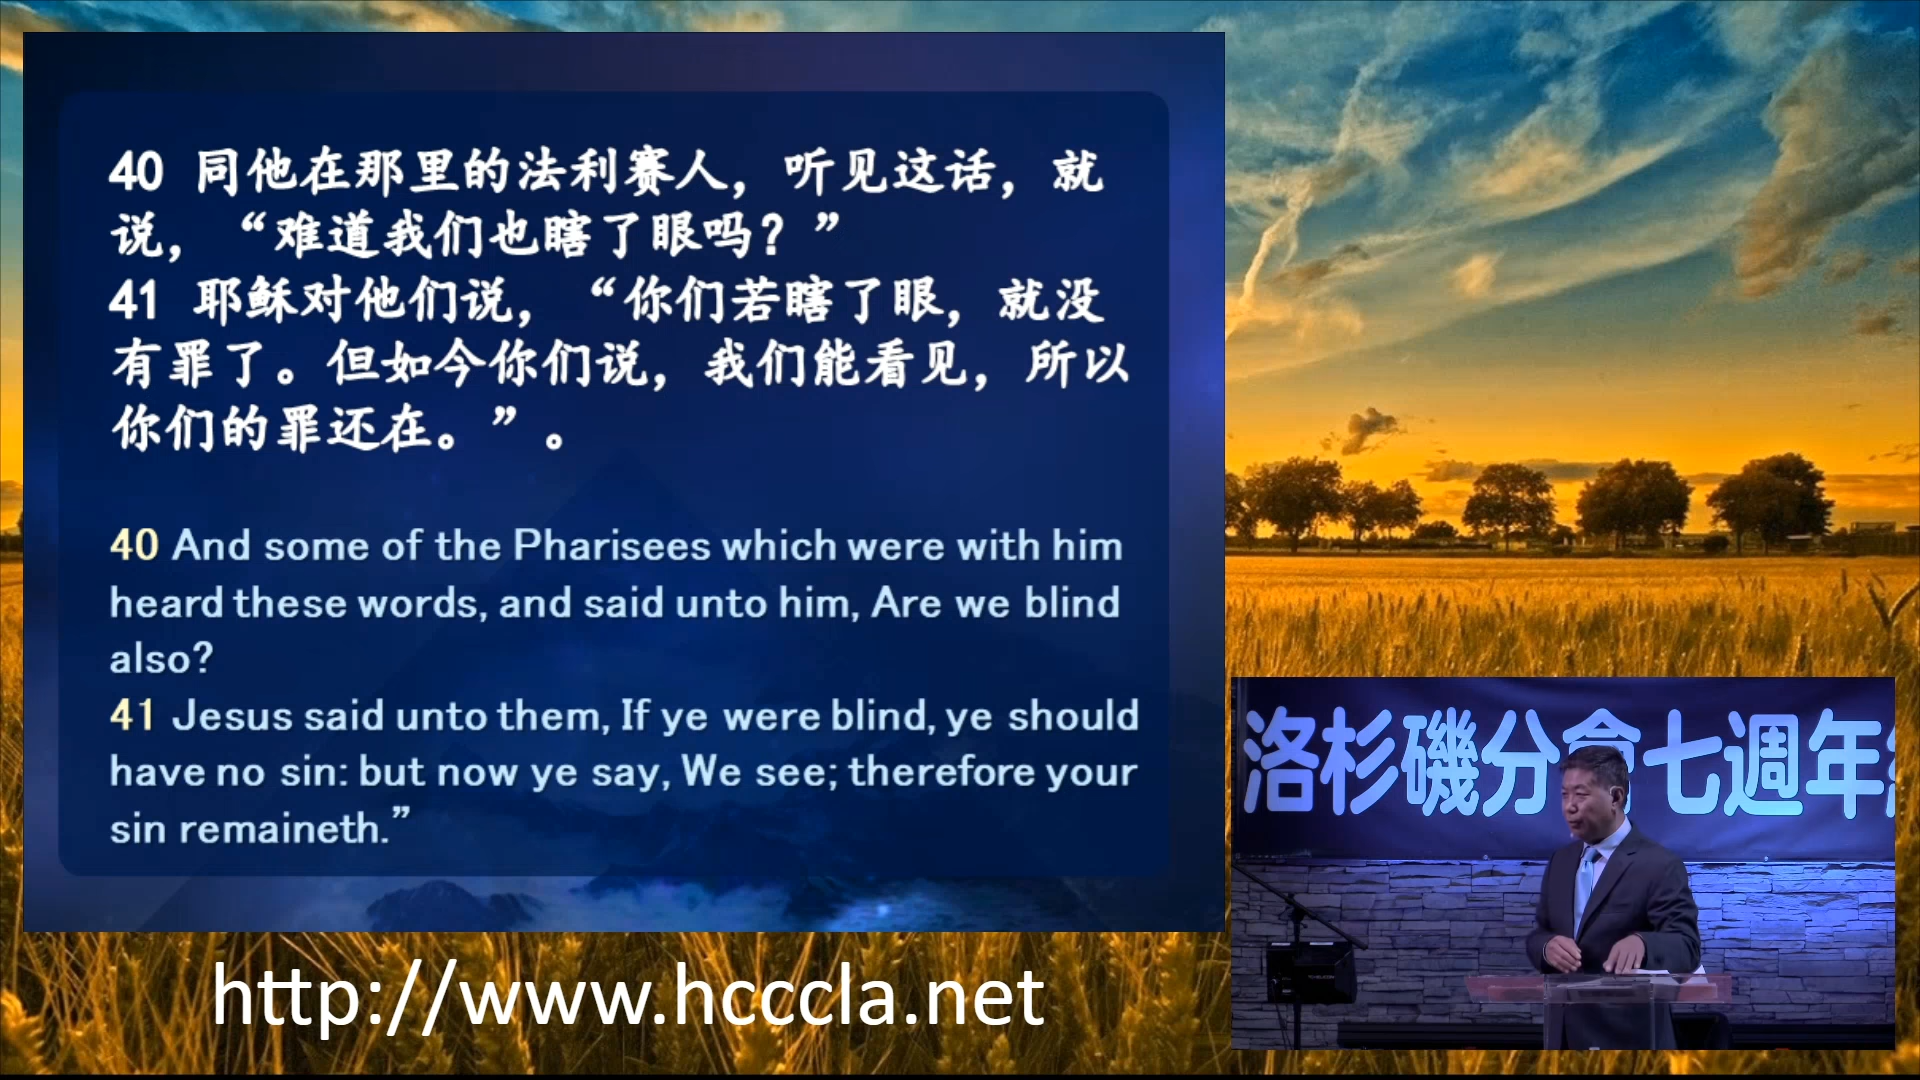 40 同他在那里的法利赛人，听见这话，就
说，“难道我们也瞎了眼吗？”
41 耶稣对他们说，“你们若瞎了眼，就没
有罪了。但如今你们说，我们能看见，所以
你们的罪还在。”。
40 And some of the Pharisees which were with him
heard these words, and said unto him, Are we blind
also?
41 Jesus said unto them, If ye were blind, ye should
have no sin: but now ye say, We see; therefore your
sin remaineth.”
http://www.hcccla.net
洛杉磯分會七週年